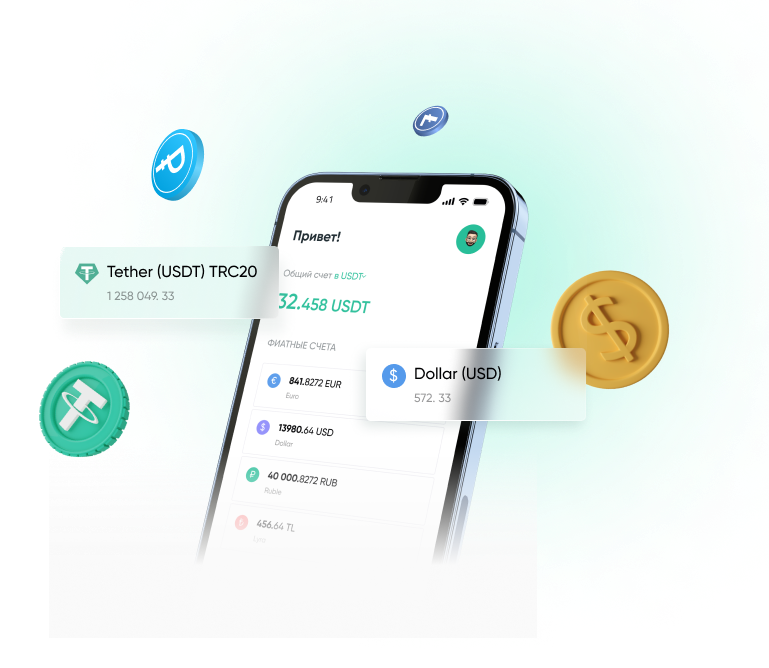 9:41
Привет!
Tether (USDT) TRC20
1 258 049. 33
Общий счет в USDT
32.458 USDT
ФИАТНЫЕ СЧЕТА
Dollar (USD)
572. 33
€ 841.8272 EUR
Euro
$ 13980.64 USD
Dollar
₽ 40 000.8272 RUB
Ruble
456.64 TL